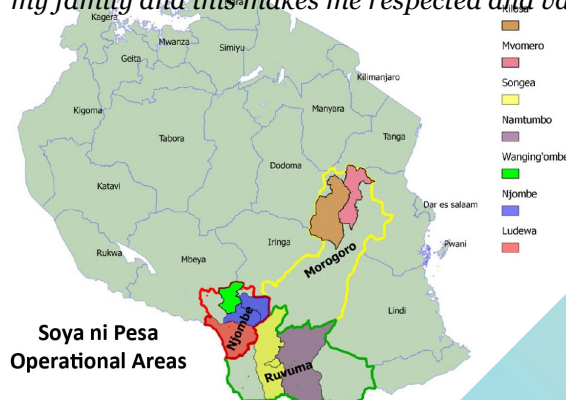 my family and this makes me respected and va
Kagera
Mwanza
Simiyu
Geita
Kilimanjaro
Kigoma
Manyara
Tabora
Tanga
Dodoma
Katavi
Dar es salaam
Iringa
Pwani
Rukwa
Mbeya
Morogoro
Lindi
Njombe
Ruvuma
Soya ni Pesa
Operational Areas
Kilosa
Mvomero
Songea
Namtumbo
Wanging'ombe
Njombe
Ludewa